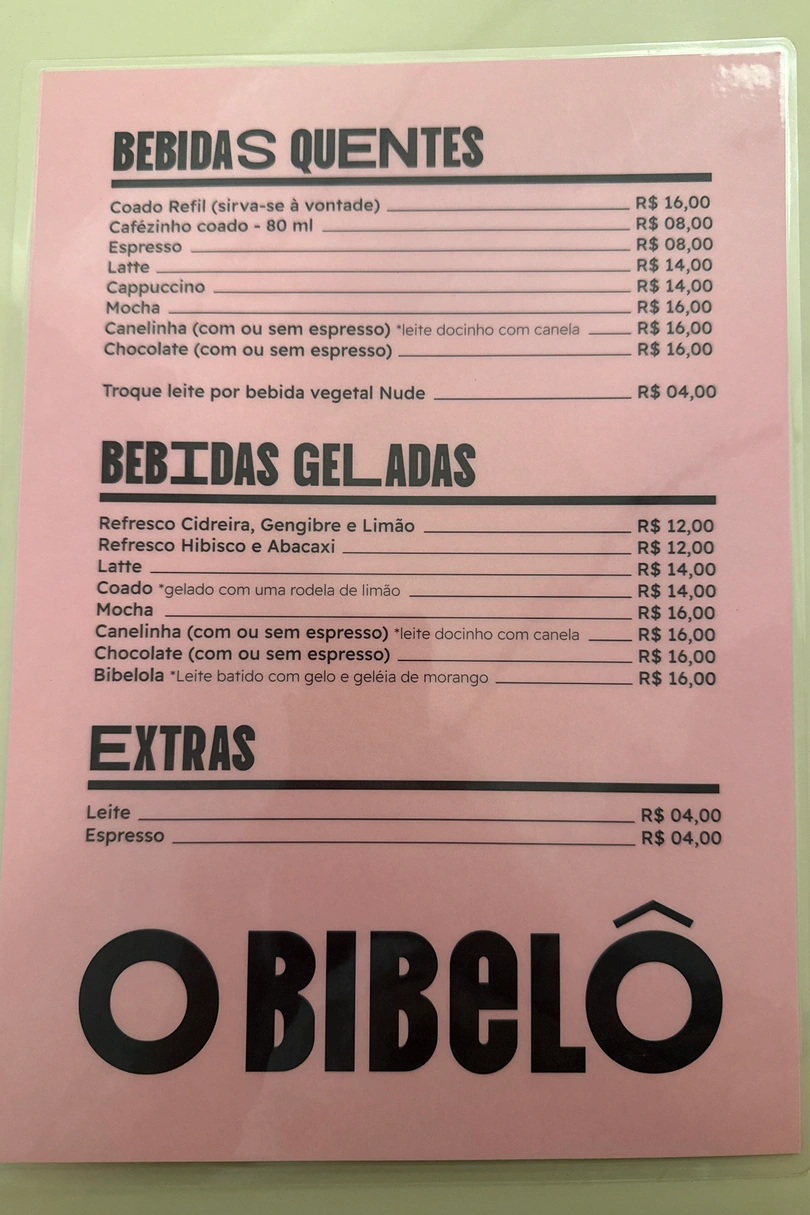 BEBIDAS QUENTES
Coado Refil (sirva-se à vontade) R$ 16,00
Cafézinho coado - 80 ml R$ 08,00
Espresso R$ 08,00
Latte R$ 14,00
Cappuccino R$ 14,00
Mocha R$ 16,00
Canelinha (com ou sem espresso) *leite docinho com canela R$ 16,00
Chocolate (com ou sem espresso) R$ 16,00
Troque leite por bebida vegetal Nude R$ 04,00
BEBIDAS GELADAS
Refresco Cidreira, Gengibre e Limão R$ 12,00
Refresco Hibisco e Abacaxi R$ 12,00
Latte R$ 14,00
Coado *gelado com uma rodela de limão R$ 14,00
Mocha R$ 16,00
Canelinha (com ou sem espresso) *leite docinho com canela R$ 16,00
Chocolate (com ou sem espresso) R$ 16,00
Bibelola *Leite batido com gelo e geléia de morango R$ 16,00
EXTRAS
Leite R$ 04,00
Espresso R$ 04,00
O BIBeLÔ